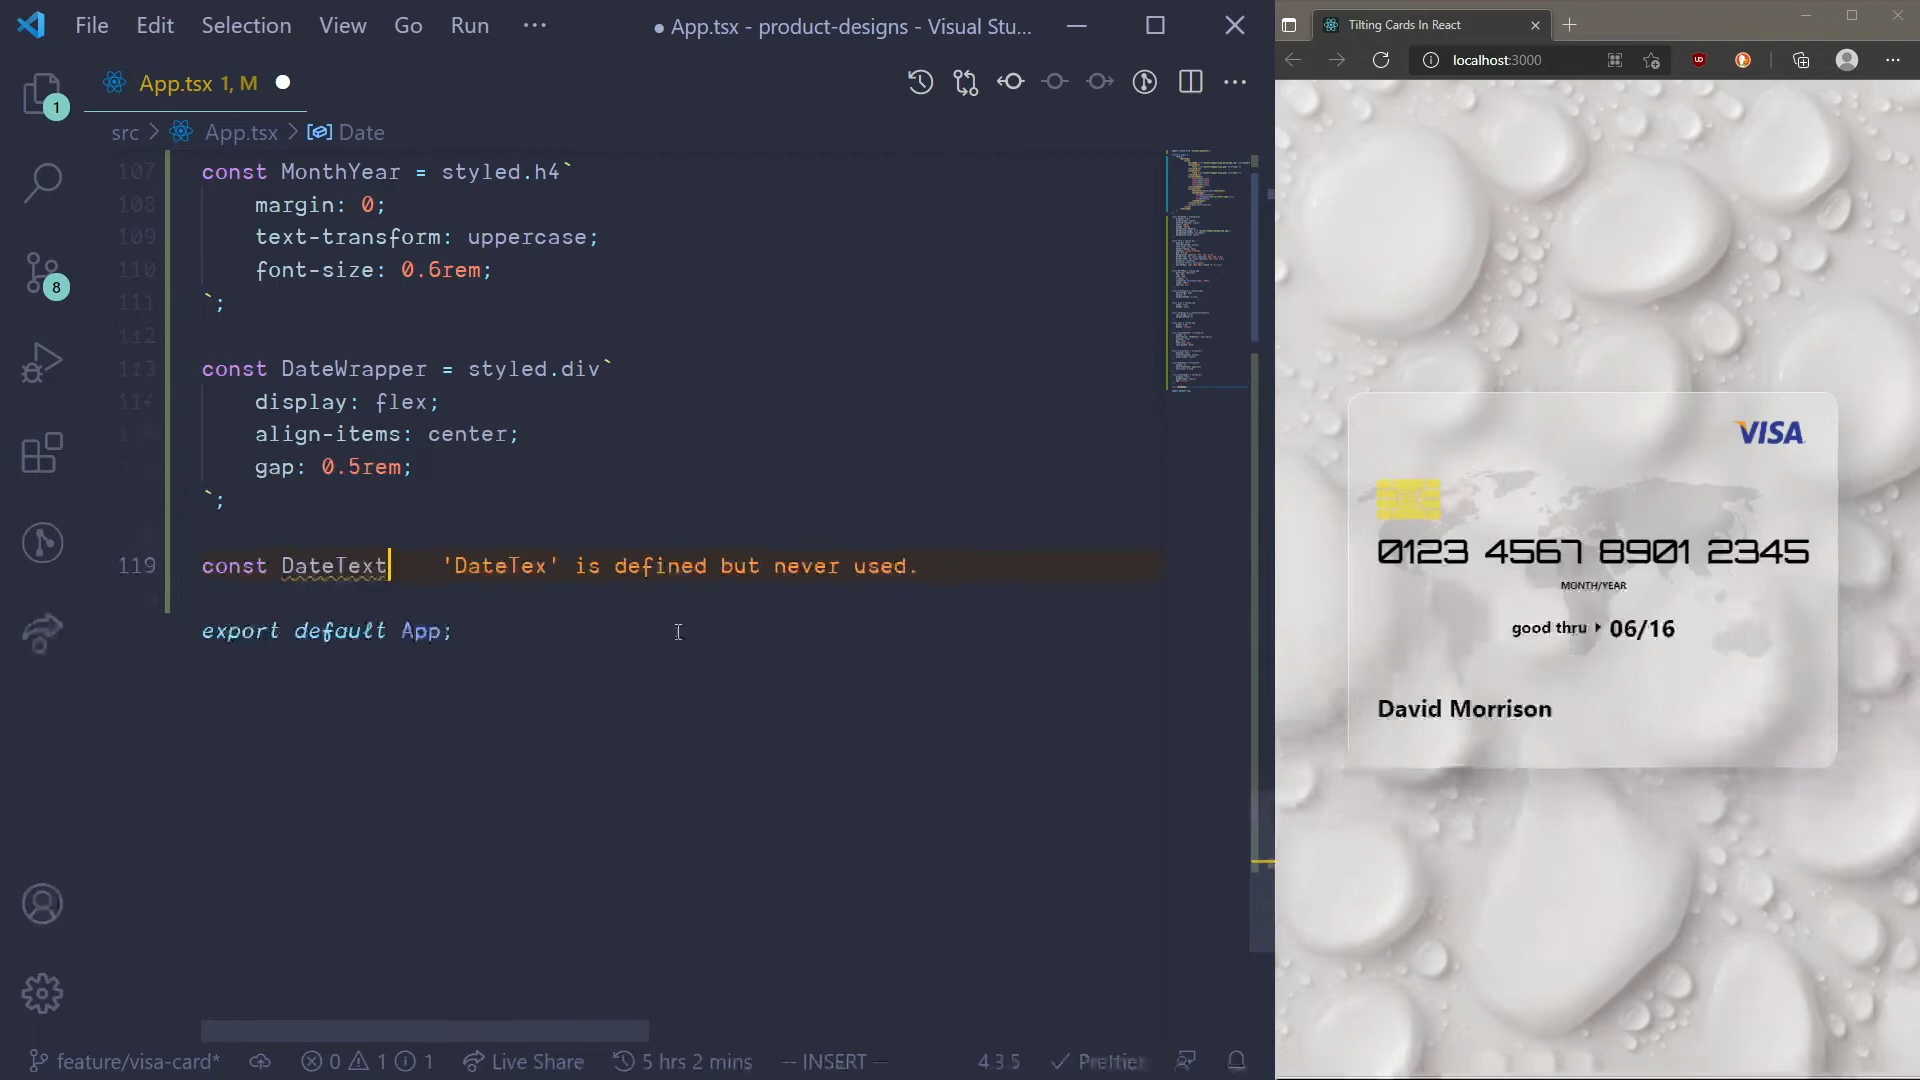 File Edit Selection View Go Run ···
● App.tsx - product-designs - Visual Stu...
App.tsx 1, M
src > App.tsx > Date
1
8
107 const MonthYear = styled.h4`
108 margin: 0;
109 text-transform: uppercase;
110 font-size: 0.6rem;
111 `;
112
113 const DateWrapper = styled.div`
114 display: flex;
align-items: center;
gap: 0.5rem;
`;
119 const DateText 'DateTex' is defined but never used.
export default App;
feature/visa-card* 0 1 1 Live Share 5 hrs 2 mins -- INSERT -- 4.3.5 Prettier
Tilting Cards In React
localhost:3000
VISA
0123 4567 8901 2345
MONTH/YEAR
good thru 06/16
David Morrison